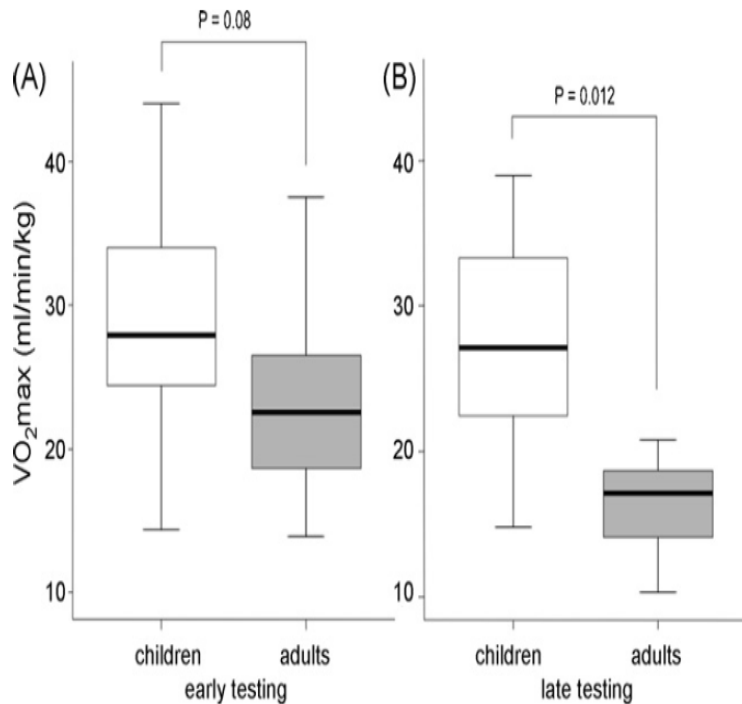 P = 0.08
(A)
VO₂max (ml/min/kg)
40
30
20
10
children adults
early testing
(B)
P = 0.012
40
30
20
10
children adults
late testing